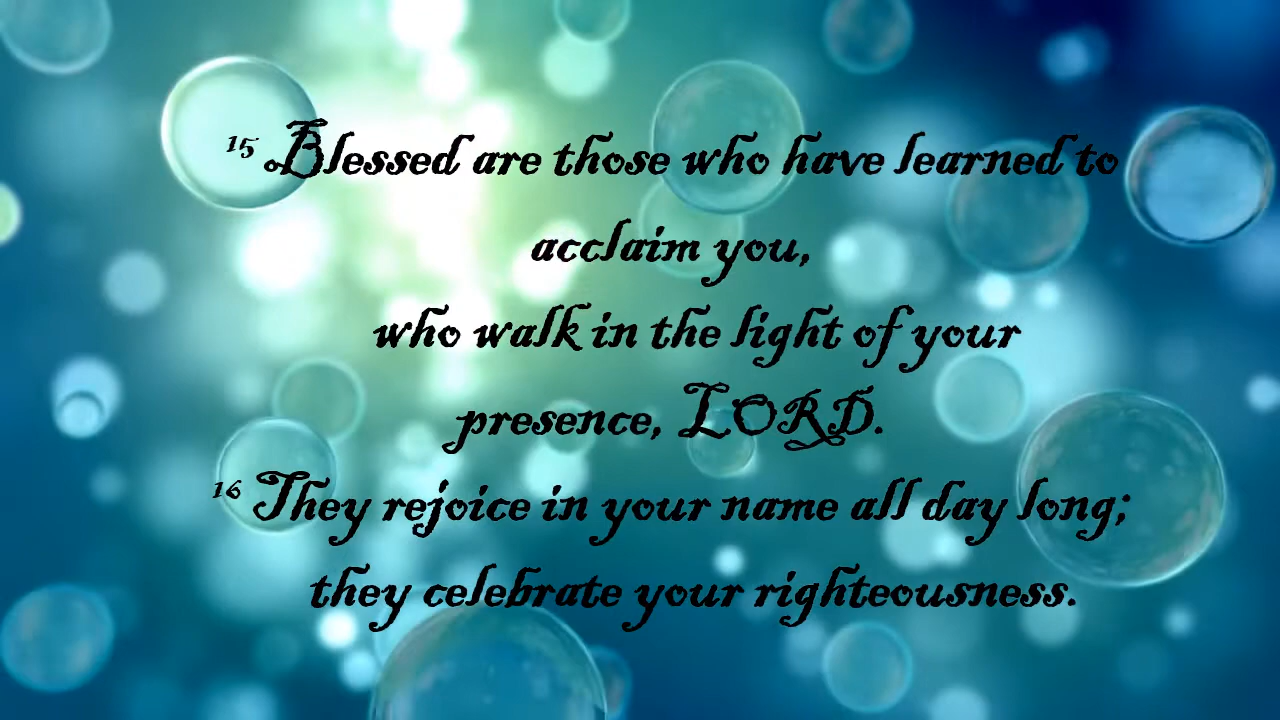 15 Blessed are those who have learned to
acclaim you,
who walk in the light of your
presence, LORD.
16 They rejoice in your name all day long;
they celebrate your righteousness.